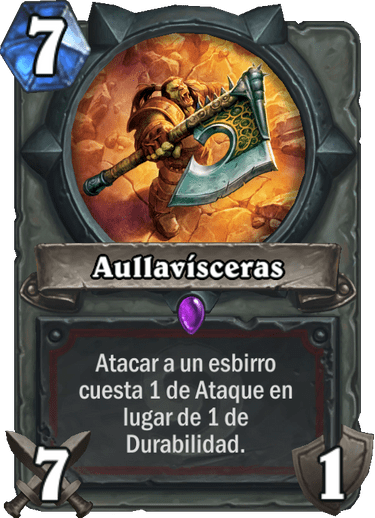 7
Aullavísceras
Atacar a un esbirro
cuesta 1 de Ataque en
lugar de 1 de
Durabilidad.
7
1